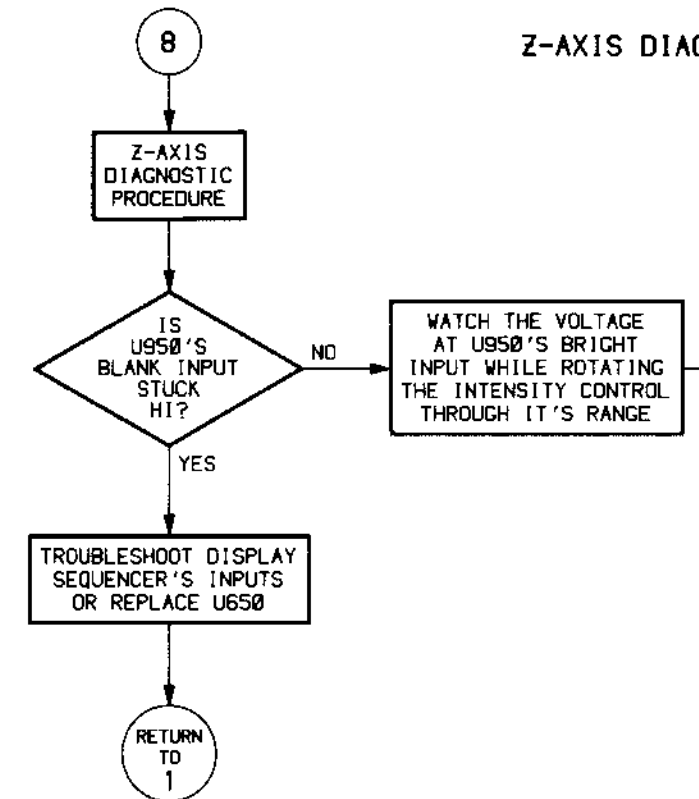 8
Z-AXIS
DIAGNOSTIC
PROCEDURE
IS
U950'S
BLANK INPUT
STUCK
HI?
NO
WATCH THE VOLTAGE
AT U950'S BRIGHT
INPUT WHILE ROTATING
THE INTENSITY CONTROL
THROUGH IT'S RANGE
YES
TROUBLESHOOT DISPLAY
SEQUENCER'S INPUTS
OR REPLACE U650
RETURN
TO
1
Z-AXIS DIAG